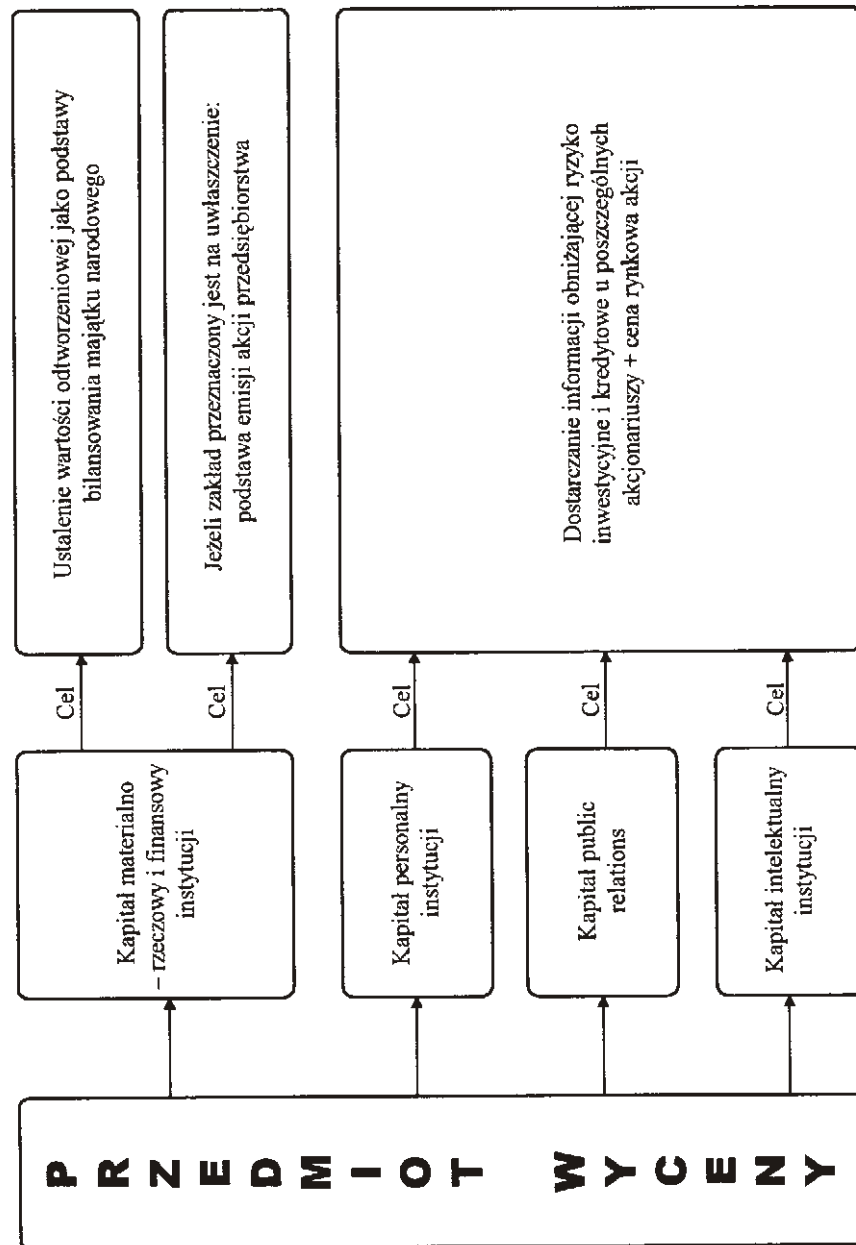 PRZEDMIOT WYCENY
Kapitał materialno
– rzeczowy i finansowy
instytucji
Cel
Ustalenie wartości odtworzeniowej jako podstawy
bilansowania majątku narodowego
Cel
Jeżeli zakład przeznaczony jest na uwłaszczenie:
podstawa emisji akcji przedsiębiorstwa
Kapitał personalny
instytucji
Cel
Kapitał public
relations
Cel
Kapitał intelektualny
instytucji
Cel
Dostarczanie informacji obniżającej ryzyko
inwestycyjne i kredytowe u poszczególnych
akcjonariuszy + cena rynkowa akcji